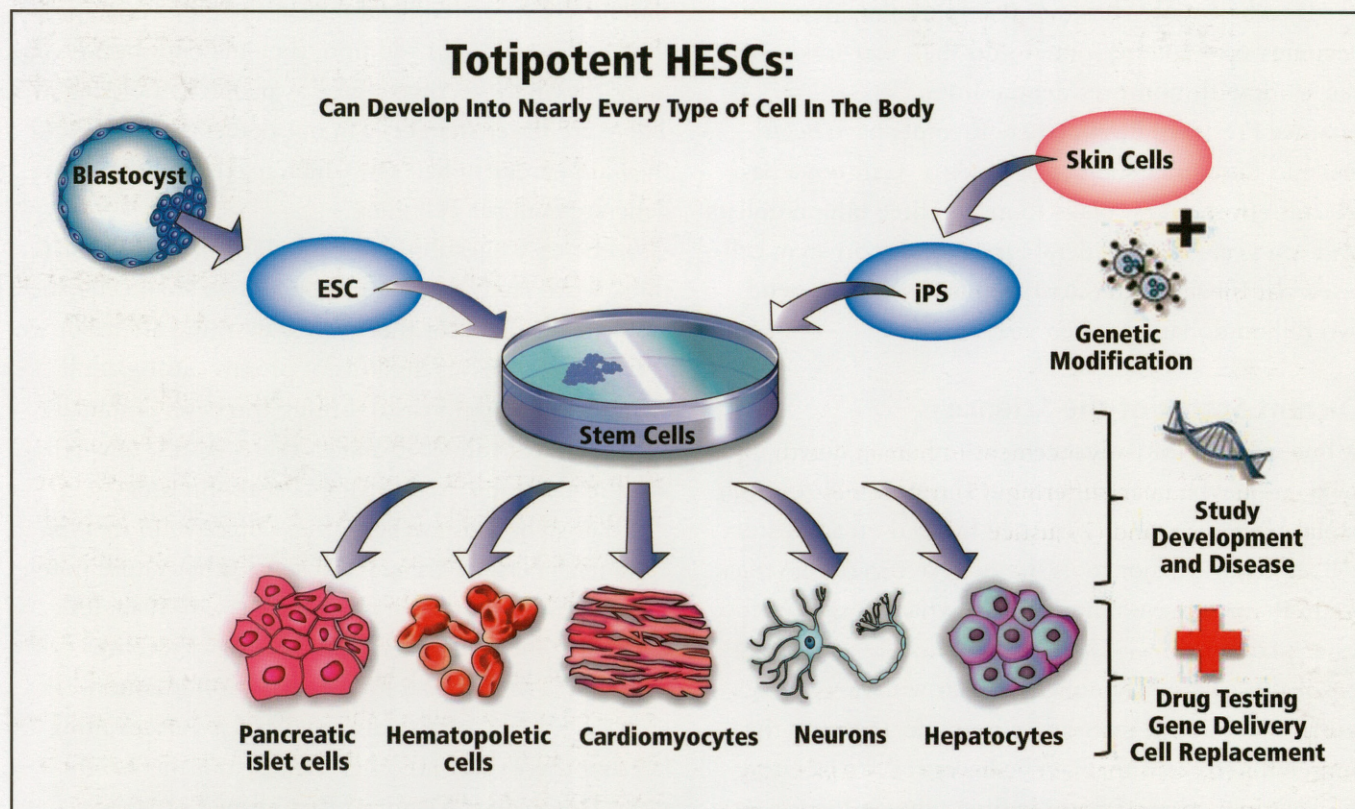 Totipotent HESCs:
Can Develop Into Nearly Every Type of Cell In The Body
Blastocyst
Skin Cells
ESC
iPS
Genetic
Modification
Stem Cells
Study
Development
and Disease
Pancreatic
islet cells
Hematopoletic
cells
Cardiomyocytes
Neurons
Hepatocytes
Drug Testing
Gene Delivery
Cell Replacement